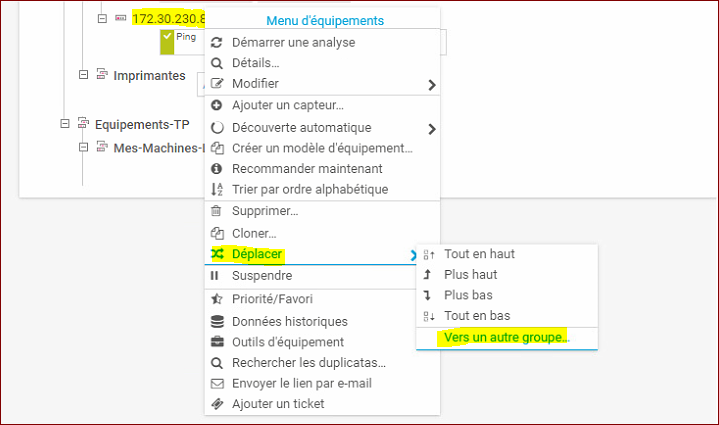 172.30.230.8
Menu d'équipements
Ping
Démarrer une analyse
Détails...
Imprimantes
Modifier
Ajouter un capteur...
Equipements-TP
Découverte automatique
Mes-Machines-
Créer un modèle d'équipement...
Recommander maintenant
Trier par ordre alphabétique
Supprimer...
Cloner...
Déplacer
Suspendre
Priorité/Favori
Données historiques
Outils d'équipement
Rechercher les duplicatas...
Envoyer le lien par e-mail
Ajouter un ticket
Tout en haut
Plus haut
Plus bas
Tout en bas
Vers un autre groupe...